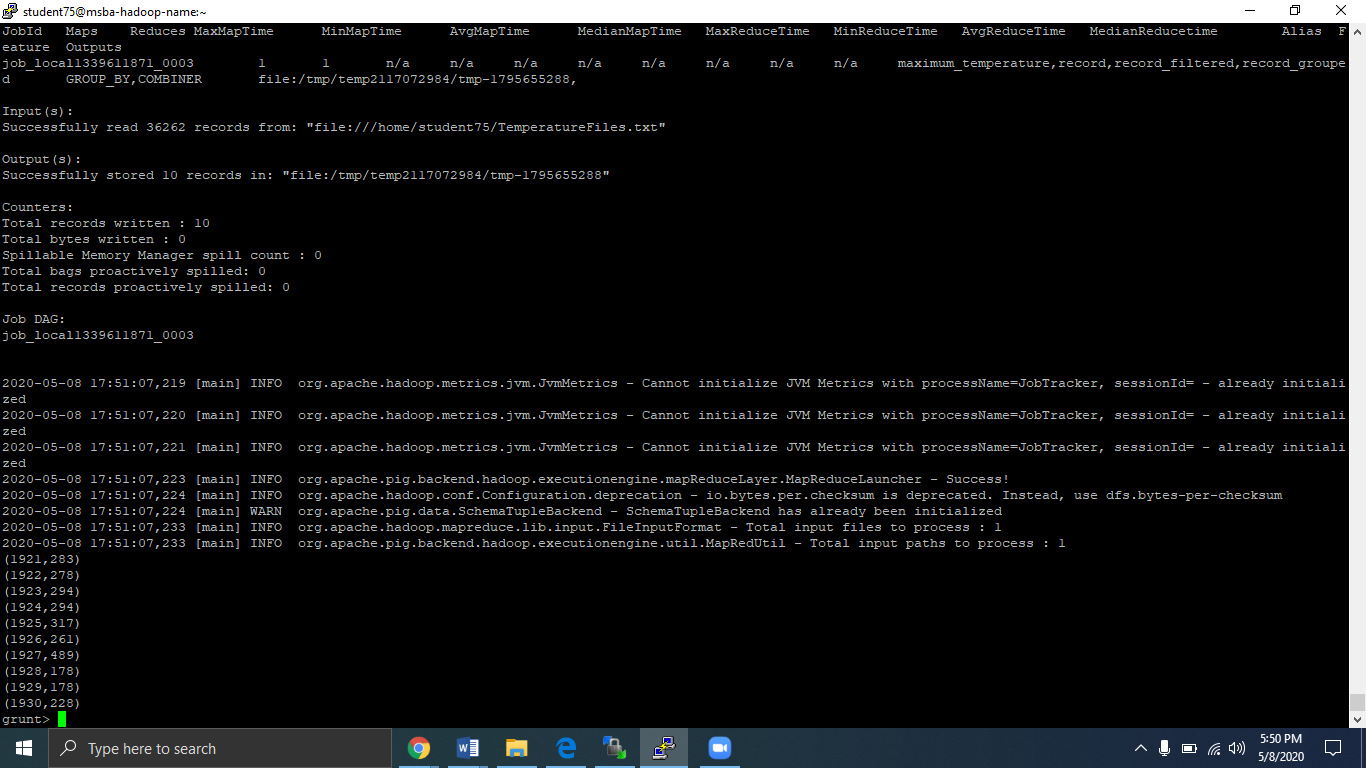 student75@msba-hadoop-name:~
JobId   Maps    Reduces MaxMapTime      MinMapTime      AvgMapTime      MedianMapTime   MaxReduceTime   MinReduceTime   AvgReduceTime   MedianReducetime        Alias  F
eature  Outputs
job_local1339611871_0003        1       1       n/a     n/a     n/a     n/a     n/a     n/a     n/a     n/a     maximum_temperature,record,record_filtered,record_groupe
d       GROUP_BY,COMBINER       file:/tmp/temp2117072984/tmp-1795655288,
Input(s):
Successfully read 36262 records from: "file:///home/student75/TemperatureFiles.txt"
Output(s):
Successfully stored 10 records in: "file:/tmp/temp2117072984/tmp-1795655288"
Counters:
Total records written : 10
Total bytes written : 0
Spillable Memory Manager spill count : 0
Total bags proactively spilled: 0
Total records proactively spilled: 0
Job DAG:
job_local1339611871_0003
2020-05-08 17:51:07,219 [main] INFO  org.apache.hadoop.metrics.jvm.JvmMetrics - Cannot initialize JVM Metrics with processName=JobTracker, sessionId= - already initiali
zed
2020-05-08 17:51:07,220 [main] INFO  org.apache.hadoop.metrics.jvm.JvmMetrics - Cannot initialize JVM Metrics with processName=JobTracker, sessionId= - already initiali
zed
2020-05-08 17:51:07,221 [main] INFO  org.apache.hadoop.metrics.jvm.JvmMetrics - Cannot initialize JVM Metrics with processName=JobTracker, sessionId= - already initiali
zed
2020-05-08 17:51:07,223 [main] INFO  org.apache.pig.backend.hadoop.executionengine.mapReduceLayer.MapReduceLauncher - Success!
2020-05-08 17:51:07,224 [main] INFO  org.apache.hadoop.conf.Configuration.deprecation - io.bytes.per.checksum is deprecated. Instead, use dfs.bytes-per-checksum
2020-05-08 17:51:07,224 [main] WARN  org.apache.pig.data.SchemaTupleBackend - SchemaTupleBackend has already been initialized
2020-05-08 17:51:07,233 [main] INFO  org.apache.hadoop.mapreduce.lib.input.FileInputFormat - Total input files to process : 1
2020-05-08 17:51:07,233 [main] INFO  org.apache.pig.backend.hadoop.executionengine.util.MapRedUtil - Total input paths to process : 1
(1921,283)
(1922,278)
(1923,294)
(1924,294)
(1925,317)
(1926,261)
(1927,489)
(1928,178)
(1929,178)
(1930,228)
grunt>
Type here to search
5:50 PM
5/8/2020